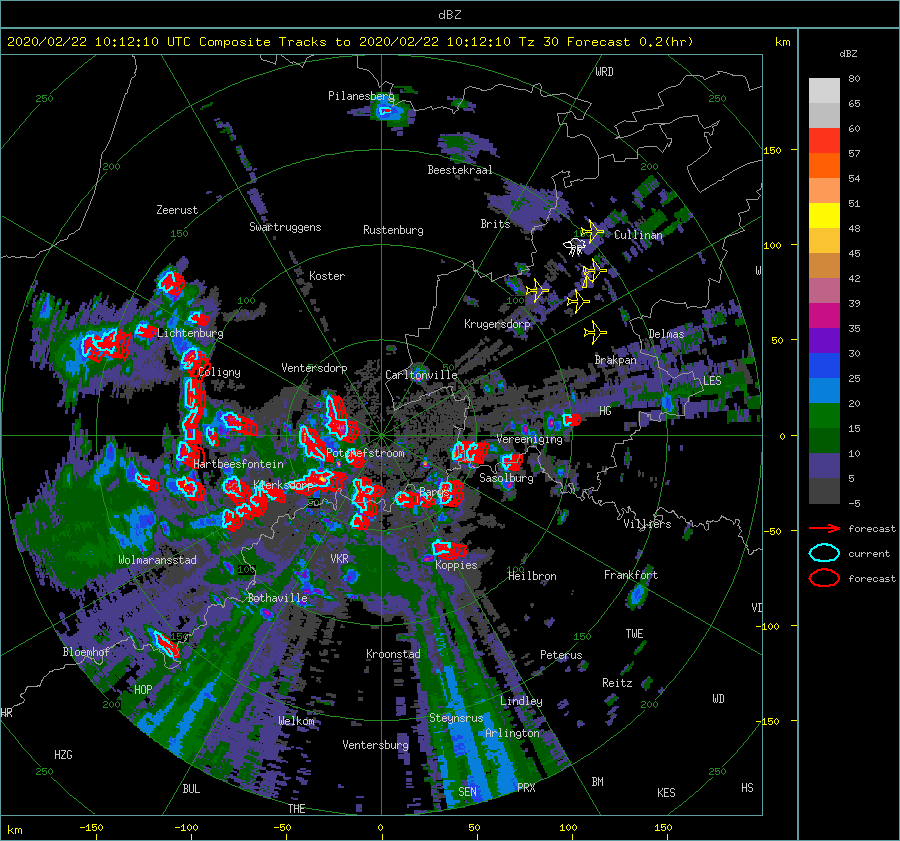 dBZ
2020/02/22 10:12:10 UTC Composite Tracks to 2020/02/22 10:12:10 Tz 30 Forecast 0.2(hr)
km
dBZ
80
65
60
57
54
51
48
45
42
39
35
30
25
20
15
10
5
-5
forecast
current
forecast
150
100
50
0
-50
-100
-150
WRD
250
250
Pilanesberg
200
200
Beestekraal
Zeerust
Brits
Swartruggens
Rustenburg
150
Cullinan
Koster
W
100
100
Krugersdorp
Lichtenburg
Delmas
Brakpan
Coligny
Ventersdorp
Carltonville
LES
HG
Vereeniging
Potchefstroom
Hartbeesfontein
Sasolburg
Klerksdorp
Parys
Villiers
Wolmaransstad
VKR
Koppies
100
100
Heilbron
Frankfort
Bothaville
VI
150
150
TWE
Bloemhof
Kroonstad
Peterus
HOP
Reitz
WD
200
Lindley
200
HR
Welkom
Steynsrus
Arlington
Ventersburg
HZG
250
250
BUL
SEN
PRX
BM
KES
HS
THE
km
-150
-100
-50
0
50
100
150